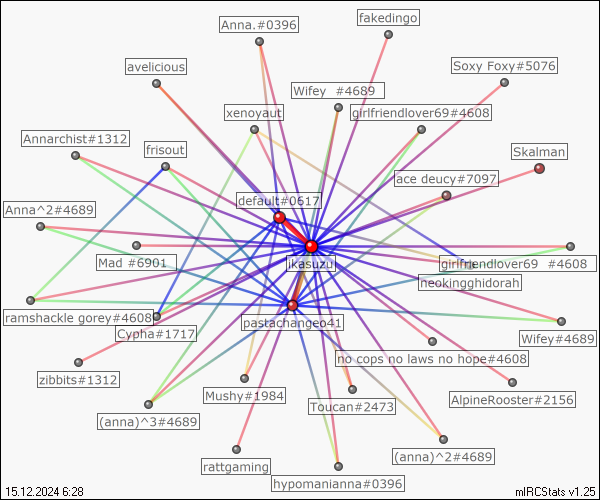 fakedingo
Anna.#0396
avelicious
Soxy Foxy#5076
Wifey  #4689
xenoyaut
girlfriendlover69#4608
Annarchist#1312
frisout
Skalman
ace deucy#7097
default#0617
Anna^2#4689
Mad #6901
jkasuzu
girlfriendlover69  #4608
neokingghidorah
ramshackle gorey#4608
pastachangeo41
Cypha#1717
Wifey#4689
no cops no laws no hope#4608
zibbits#1312
Mushy#1984
Toucan#2473
AlpineRooster#2156
(anna)^3#4689
(anna)^2#4689
rattgaming
hypomanianna#0396
15.12.2024 6:28
mIRCStats v1.25